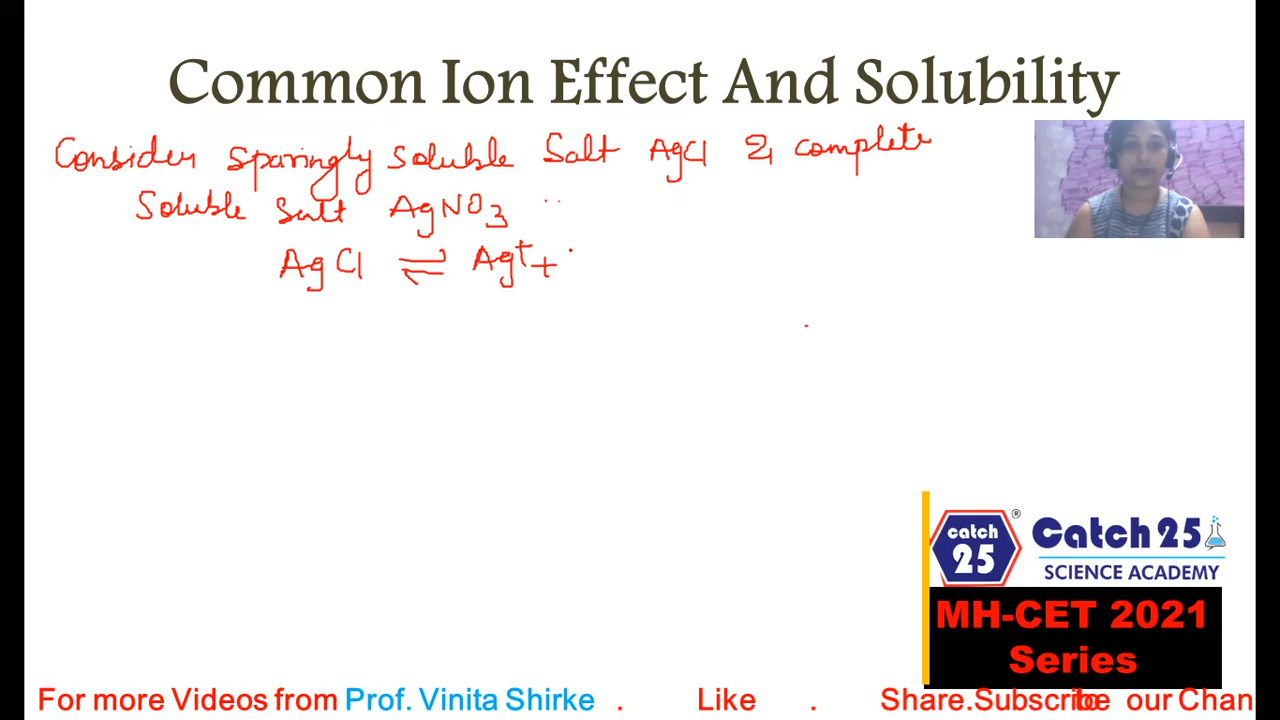 Common Ion Effect And Solubility
Consider sparingly soluble salt AgCl & complete
soluble salt AgNO3 ..
AgCl ⇌ Ag+ +
®
catch
25
Catch 25
SCIENCE ACADEMY
MH-CET 2021
Series
For more Videos from Prof. Vinita Shirke . Like . Share.Subscribe our Chan